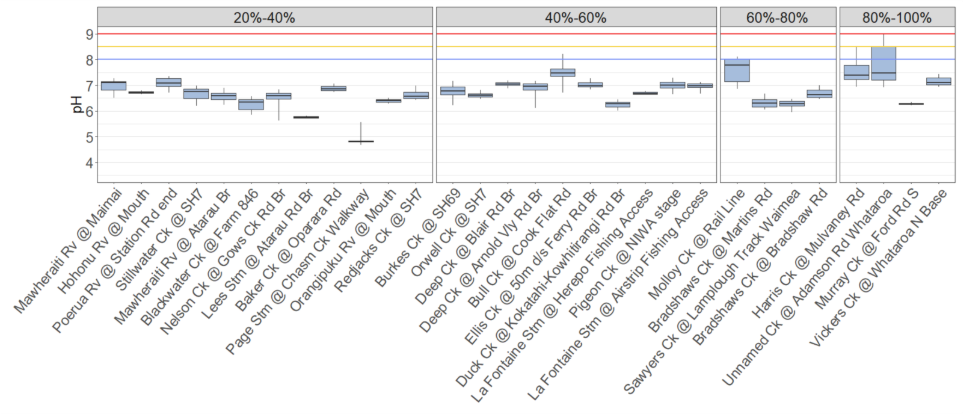 20%-40%
40%-60%
60%-80%
80%-100%
9
8
7
6
5
4
pH
Mawheraiti Rv @ Maimai
Hohonu Rv @ Mouth
Poerua Rv @ Station Rd end
Stillwater Ck @ SH7
Mawheraiti Rv @ Atarau Br
Blackwater Ck @ Farm 846
Nelson Ck @ Gows Ck Rd Br
Lees Strm @ Atarau Rd Br
Baker Ck @ Oparara Rd
Page Stm @ Chasm Ck Walkway
Orangipuku Rv @ Mouth
Redjacks Ck @ SH7
Burkes Ck @ SH69
Orwell Ck @ SH7
Deep Ck @ Blair Rd Br
Deep Ck @ Arnold Vly Rd Br
Bull Ck @ Cook Flat Rd
Ellis Ck @ 50m d/s Ferry Rd Br
Duck Ck @ Kokatahi-Kowhitirangi Rd Br
La Fontaine Stm @ Herepo Fishing Access
Pigeon Ck @ NIWA stage
La Fontaine Stm @ Airstrip Fishing Access
Molloy Ck @ Rail Line
Bradshaws Ck @ Martins Rd
Sawyers Ck @ Lamplough Track Waimea
Bradshaws Ck @ Bradshaw Rd
Harris Ck @ Mulvaney Rd
Unnamed Ck @ Adamson Rd Whataroa
Murray Ck @ Ford Rd S
Vickers Ck @ Whataroa N Base